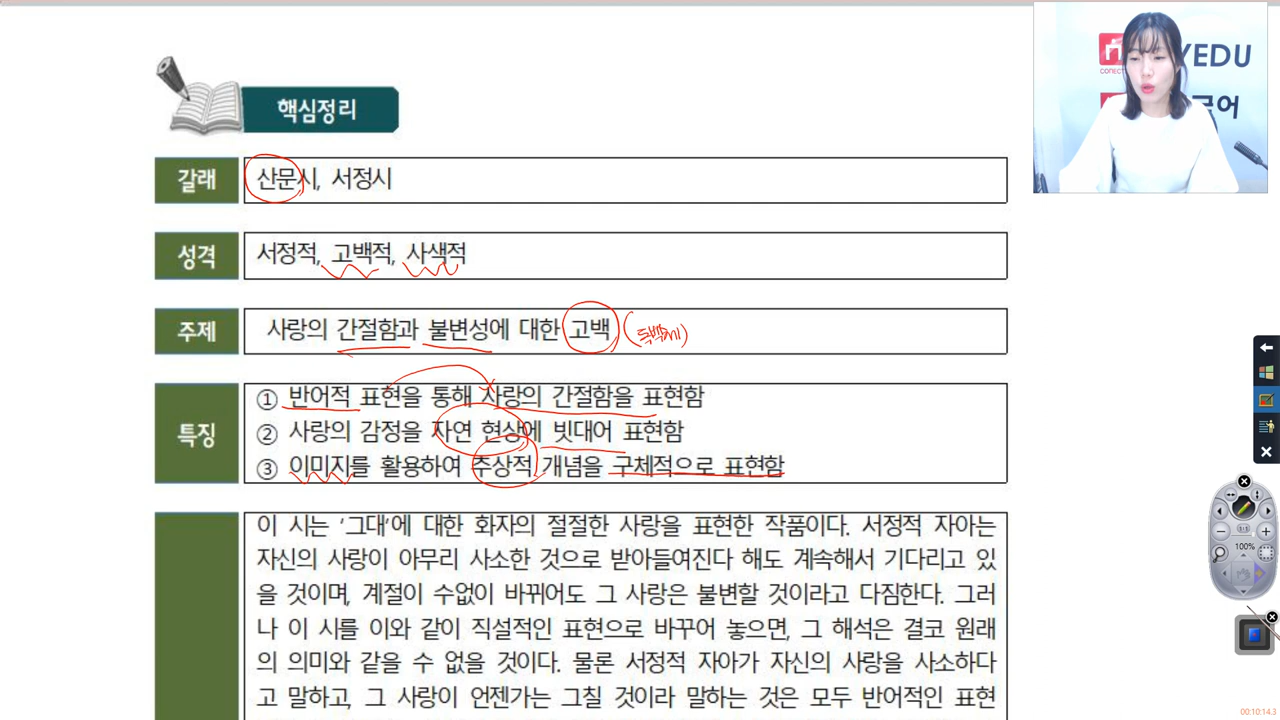 핵심정리
YEDU
CONEC
국어
갈래
산문시, 서정시
성격
서정적, 고백적, 사색적
주제
사랑의 간절함과 불변성에 대한 고백 (독백체)
특징
① 반어적 표현을 통해 사랑의 간절함을 표현함
② 사랑의 감정을 자연 현상에 빗대어 표현함
③ 이미지를 활용하여 추상적 개념을 구체적으로 표현함
이 시는 ‘그대’에 대한 화자의 절절한 사랑을 표현한 작품이다. 서정적 자아는
자신의 사랑이 아무리 사소한 것으로 받아들여진다 해도 계속해서 기다리고 있
을 것이며, 계절이 수없이 바뀌어도 그 사랑은 불변할 것이라고 다짐한다. 그러
나 이 시를 이와 같이 직설적인 표현으로 바꾸어 놓으면, 그 해석은 결코 원래
의 의미와 같을 수 없을 것이다. 물론 서정적 자아가 자신의 사랑을 사소하다
고 말하고, 그 사랑이 언젠가는 그칠 것이라 말하는 것은 모두 반어적인 표현
1:1
100%
00:10:14.3